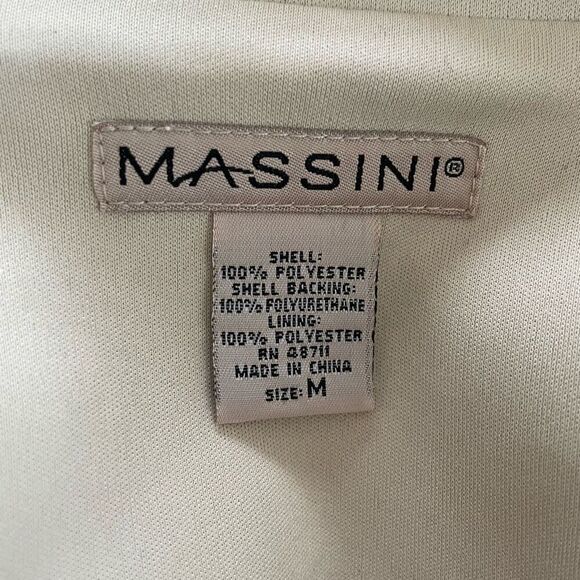 MASSINI®
SHELL:
100% POLYESTER
SHELL BACKING:
100% POLYURETHANE
LINING:
100% POLYESTER
RN 48711
MADE IN CHINA
SIZE: M